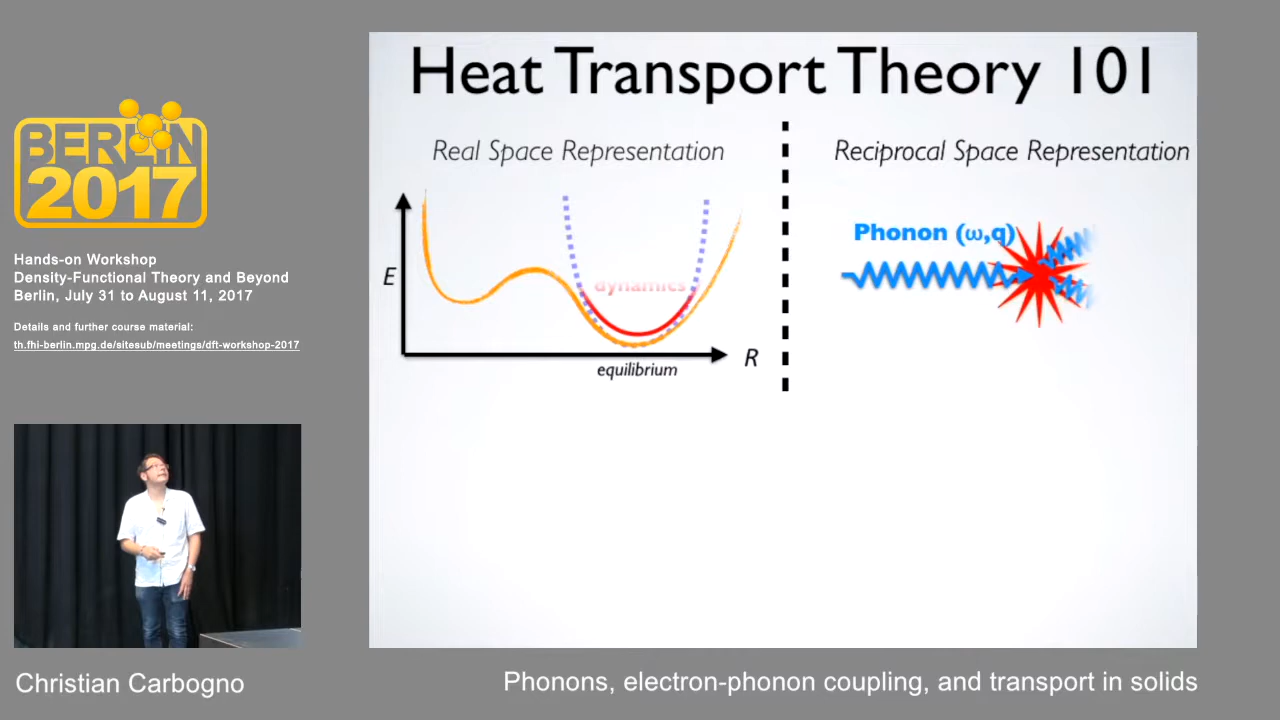 BERLIN
2017
Hands-on Workshop
Density-Functional Theory and Beyond
Berlin, July 31 to August 11, 2017
Details and further course material:
th.fhi-berlin.mpg.de/sitesub/meetings/dft-workshop-2017
Heat Transport Theory 101
Real Space Representation
Reciprocal Space Representation
E
dynamics
equilibrium
R
Phonon (ω,q)
Christian Carbogno
Phonons, electron-phonon coupling, and transport in solids